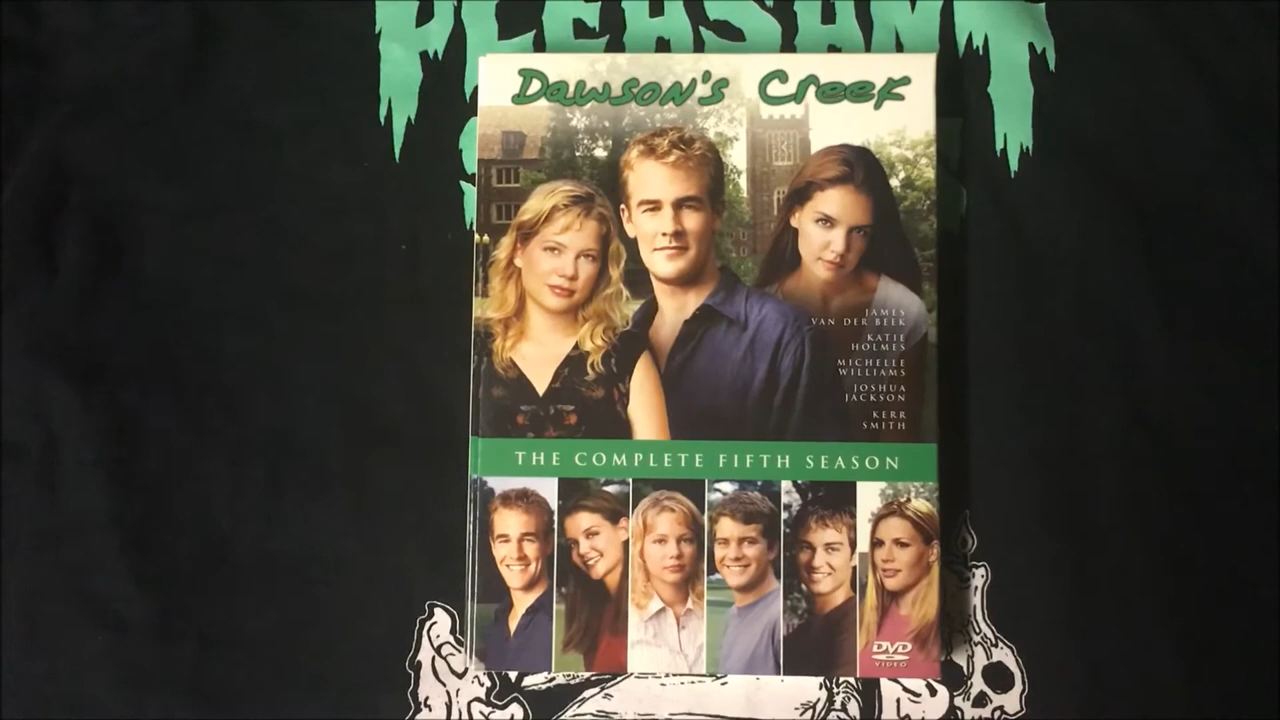 PLEASANT
Dawson's Creek
JAMES
VAN DER BEEK
KATIE
HOLMES
MICHELLE
WILLIAMS
JOSHUA
JACKSON
KERR
SMITH
THE COMPLETE FIFTH SEASON
DVD
VIDEO